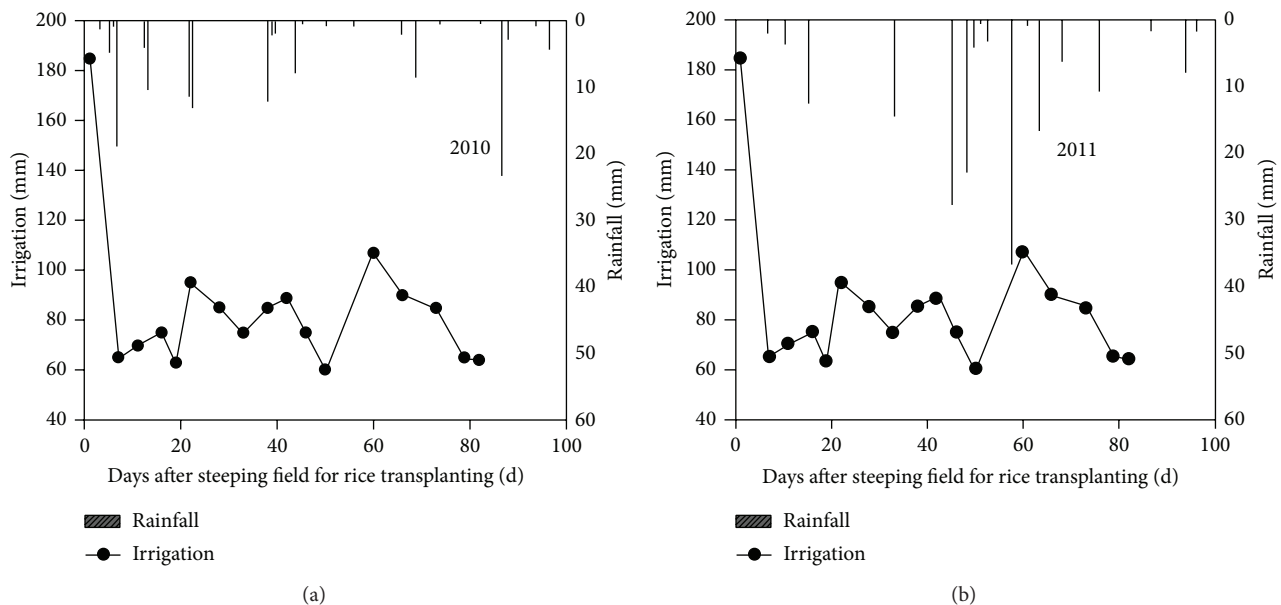 200
180
160
140
120
100
80
60
40
Irrigation (mm)
0
10
20
30
40
50
60
Rainfall (mm)
2010
0 20 40 60 80 100
Days after steeping field for rice transplanting (d)
Rainfall
Irrigation
(a)
200
180
160
140
120
100
80
60
40
Irrigation (mm)
0
10
20
30
40
50
60
Rainfall (mm)
2011
0 20 40 60 80 100
Days after steeping field for rice transplanting (d)
Rainfall
Irrigation
(b)